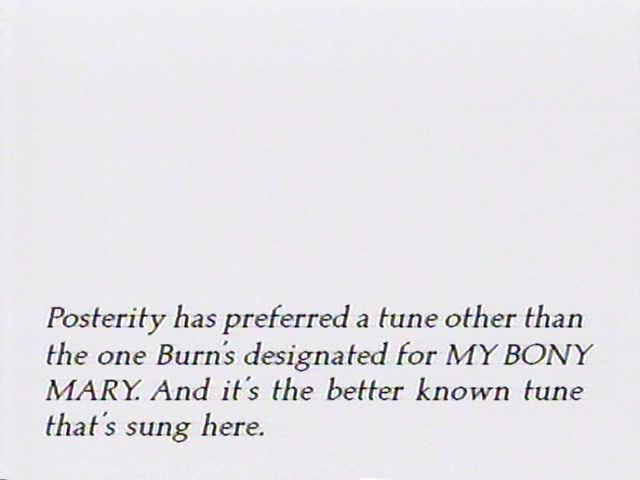 Posterity has preferred a tune other than
the one Burn's designated for MY BONY
MARY. And it's the better known tune
that's sung here.